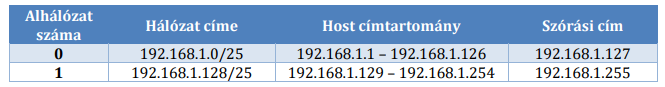 Alhálózat száma Hálózat címe Host címtartomány Szórási cím
0 192.168.1.0/25 192.168.1.1 – 192.168.1.126 192.168.1.127
1 192.168.1.128/25 192.168.1.129 – 192.168.1.254 192.168.1.255